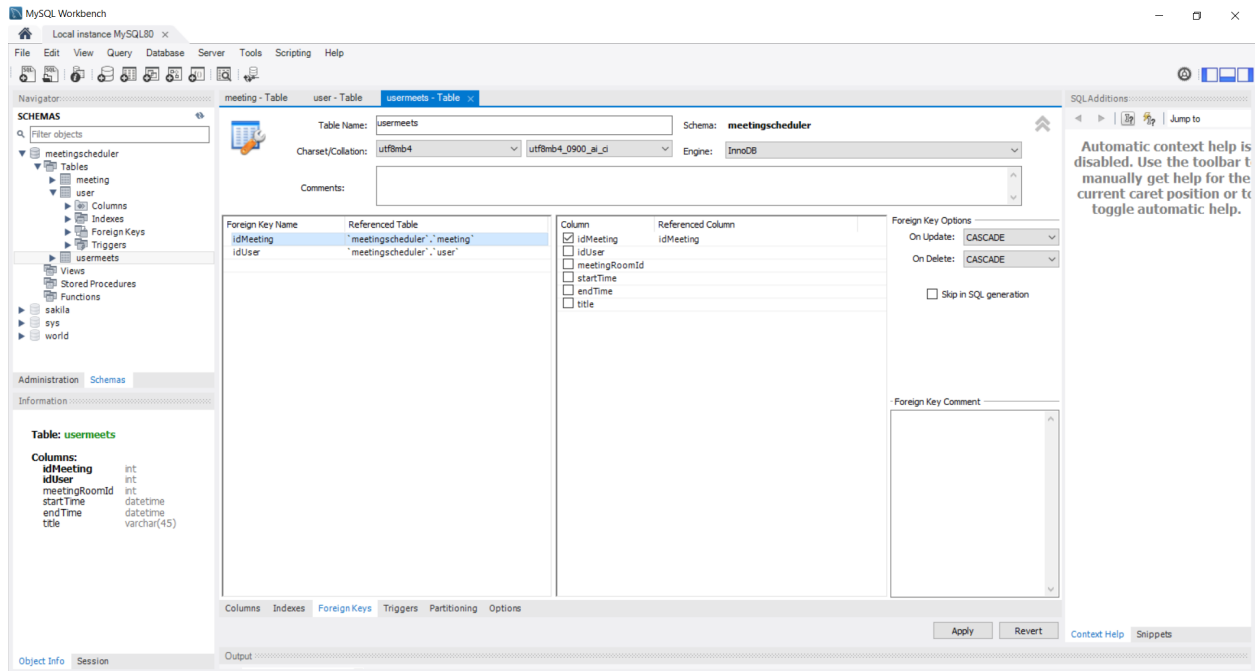 MySQL Workbench
Local instance MySQL80
File Edit View Query Database Server Tools Scripting Help
Navigator
SCHEMAS
Filter objects
meetingscheduler
Tables
meeting
user
Columns
Indexes
Foreign Keys
Triggers
usermeets
Views
Stored Procedures
Functions
sakila
sys
world
Administration Schemas
Information
Table: usermeets
Columns:
idMeeting int
idUser int
meetingRoomId int
startTime datetime
endTime datetime
title varchar(45)
Object Info Session
meeting - Table user - Table usermeets - Table
Table Name: usermeets Schema: meetingscheduler
Charset/Collation: utf8mb4 utf8mb4_0900_ai_ci Engine: InnoDB
Comments:
Foreign Key Name Referenced Table
idMeeting `meetingscheduler`.`meeting`
idUser `meetingscheduler`.`user`
Column Referenced Column
idMeeting idMeeting
idUser
meetingRoomId
startTime
endTime
title
Foreign Key Options
On Update: CASCADE
On Delete: CASCADE
Skip in SQL generation
Foreign Key Comment
Columns Indexes Foreign Keys Triggers Partitioning Options
Apply Revert
Output
SQLAdditions
Jump to
Automatic context help is
disabled. Use the toolbar t
manually get help for the
current caret position or to
toggle automatic help.
Context Help Snippets